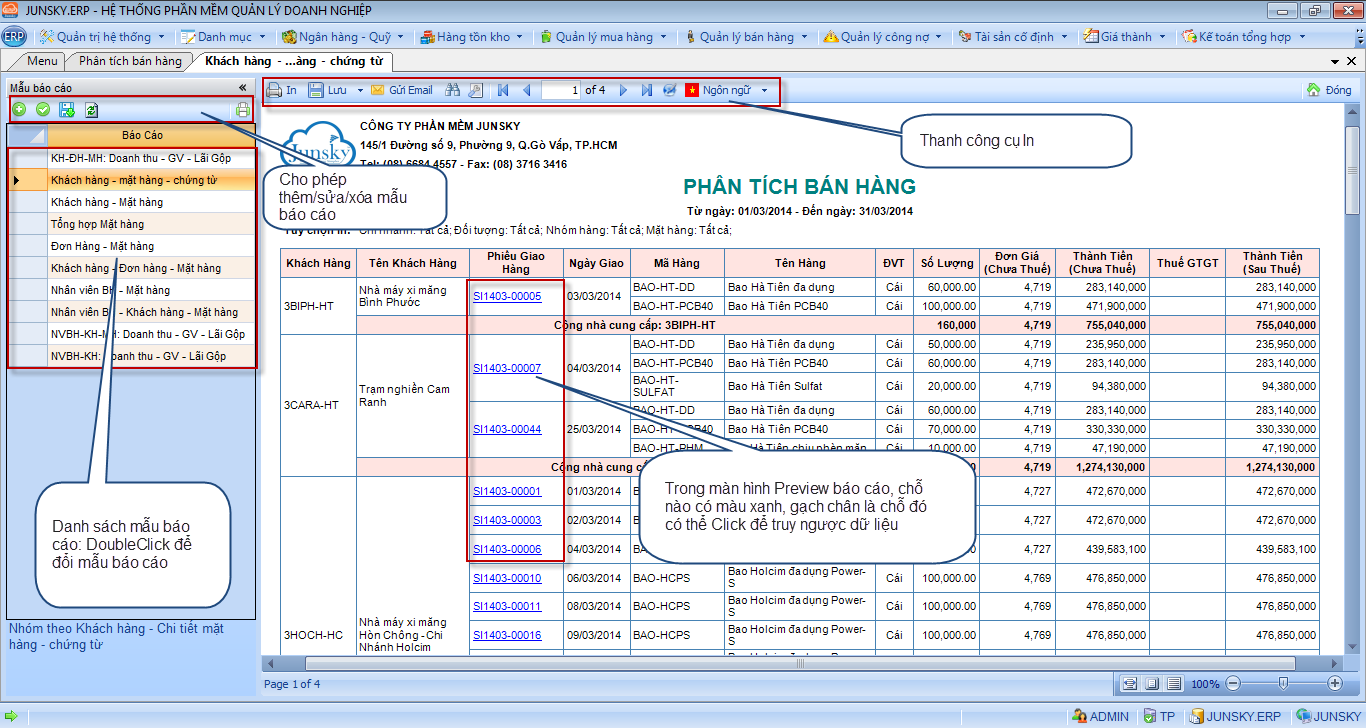 JUNSKY.ERP - HỆ THỐNG PHẦN MỀM QUẢN LÝ DOANH NGHIỆP
ERP Quản trị hệ thống Danh mục Ngân hàng - Quỹ Hàng tồn kho Quản lý mua hàng Quản lý bán hàng Quản lý công nợ Tài sản cố định Giá thành Kế toán tổng hợp
Menu Phân tích bán hàng Khách hàng - ...àng - chứng từ
Mẫu báo cáo
In Lưu Gửi Email 1 of 4 Ngôn ngữ Đóng
Báo Cáo
KH-ĐH-MH: Doanh thu - GV - Lãi Gộp
Khách hàng - mặt hàng - chứng từ
Khách hàng - Mặt hàng
Tổng hợp Mặt hàng
Đơn Hàng - Mặt hàng
Khách hàng - Đơn hàng - Mặt hàng
Nhân viên BH - Mặt hàng
Nhân viên B - Khách hàng - Mặt hàng
NVBH-KH-MH: Doanh thu - GV - Lãi Gộp
NVBH-KH: Doanh thu - GV - Lãi Gộp
Danh sách mẫu báo
cáo: DoubleClick để
đổi mẫu báo cáo
Nhóm theo Khách hàng - Chi tiết mặt
hàng - chứng từ
Cho phép
thêm/sửa/xóa mẫu
báo cáo
Thanh công cụ In
Junsky
CÔNG TY PHẦN MỀM JUNSKY
145/1 Đường số 9, Phường 9, Q.Gò Vấp, TP.HCM
Tel: (08) 6684 4557 - Fax: (08) 3716 3416
PHÂN TÍCH BÁN HÀNG
Từ ngày: 01/03/2014 - Đến ngày: 31/03/2014
Tùy chọn in: Chi nhánh: Tất cả; Đối tượng: Tất cả; Nhóm hàng: Tất cả; Mặt hàng: Tất cả;
Khách Hàng Tên Khách Hàng Phiếu Giao Hàng Ngày Giao Mã Hàng Tên Hàng ĐVT Số Lượng Đơn Giá (Chưa Thuế) Thành Tiền (Chưa Thuế) Thuế GTGT Thành Tiền (Sau Thuế)
3BIPH-HT Nhà máy xi măng Bình Phước SI1403-00005 03/03/2014 BAO-HT-DD Bao Hà Tiên đa dụng Cái 60,000.00 4,719 283,140,000 283,140,000
BAO-HT-PCB40 Bao Hà Tiên PCB40 Cái 100,000.00 4,719 471,900,000 471,900,000
Cộng nhà cung cấp: 3BIPH-HT 160,000 4,719 755,040,000 755,040,000
3CARA-HT Trạm nghiền Cam Ranh SI1403-00007 04/03/2014 BAO-HT-DD Bao Hà Tiên đa dụng Cái 50,000.00 4,719 235,950,000 235,950,000
BAO-HT-PCB40 Bao Hà Tiên PCB40 Cái 60,000.00 4,719 283,140,000 283,140,000
BAO-HT-SULFAT Bao Hà Tiên Sulfat Cái 20,000.00 4,719 94,380,000 94,380,000
SI1403-00044 25/03/2014 BAO-HT-DD Bao Hà Tiên đa dụng Cái 60,000.00 4,719 283,140,000 283,140,000
BAO-HT-PCB40 Bao Hà Tiên PCB40 Cái 70,000.00 4,719 330,330,000 330,330,000
BAO-HT-PHM Bao Hà Tiên chịu phèn mặn Cái 10,000.00 4,719 47,190,000 47,190,000
Cộng nhà cung 4,719 1,274,130,000 1,274,130,000
3HOCH-HC Nhà máy xi măng Hòn Chông - Chi Nhánh Holcim
SI1403-00001 01/03/2014 4,727 472,670,000 472,670,000
SI1403-00003 02/03/2014 4,727 472,670,000 472,670,000
SI1403-00006 04/03/2014 4,727 439,583,100 439,583,100
SI1403-00010 06/03/2014 BAO-HCPS Bao Holcim đa dụng Power-S Cái 100,000.00 4,769 476,850,000 476,850,000
SI1403-00011 08/03/2014 BAO-HCPS Bao Holcim đa dụng Power-S Cái 100,000.00 4,769 476,850,000 476,850,000
SI1403-00016 09/03/2014 BAO-HCPS Bao Holcim đa dụng Power-S Cái 100,000.00 4,769 476,850,000 476,850,000
Trong màn hình Preview báo cáo, chỗ
nào có màu xanh, gạch chân là chỗ đó
có thể Click để truy ngược dữ liệu
Page 1 of 4 100%
ADMIN TP JUNSKY.ERP JUNSKY